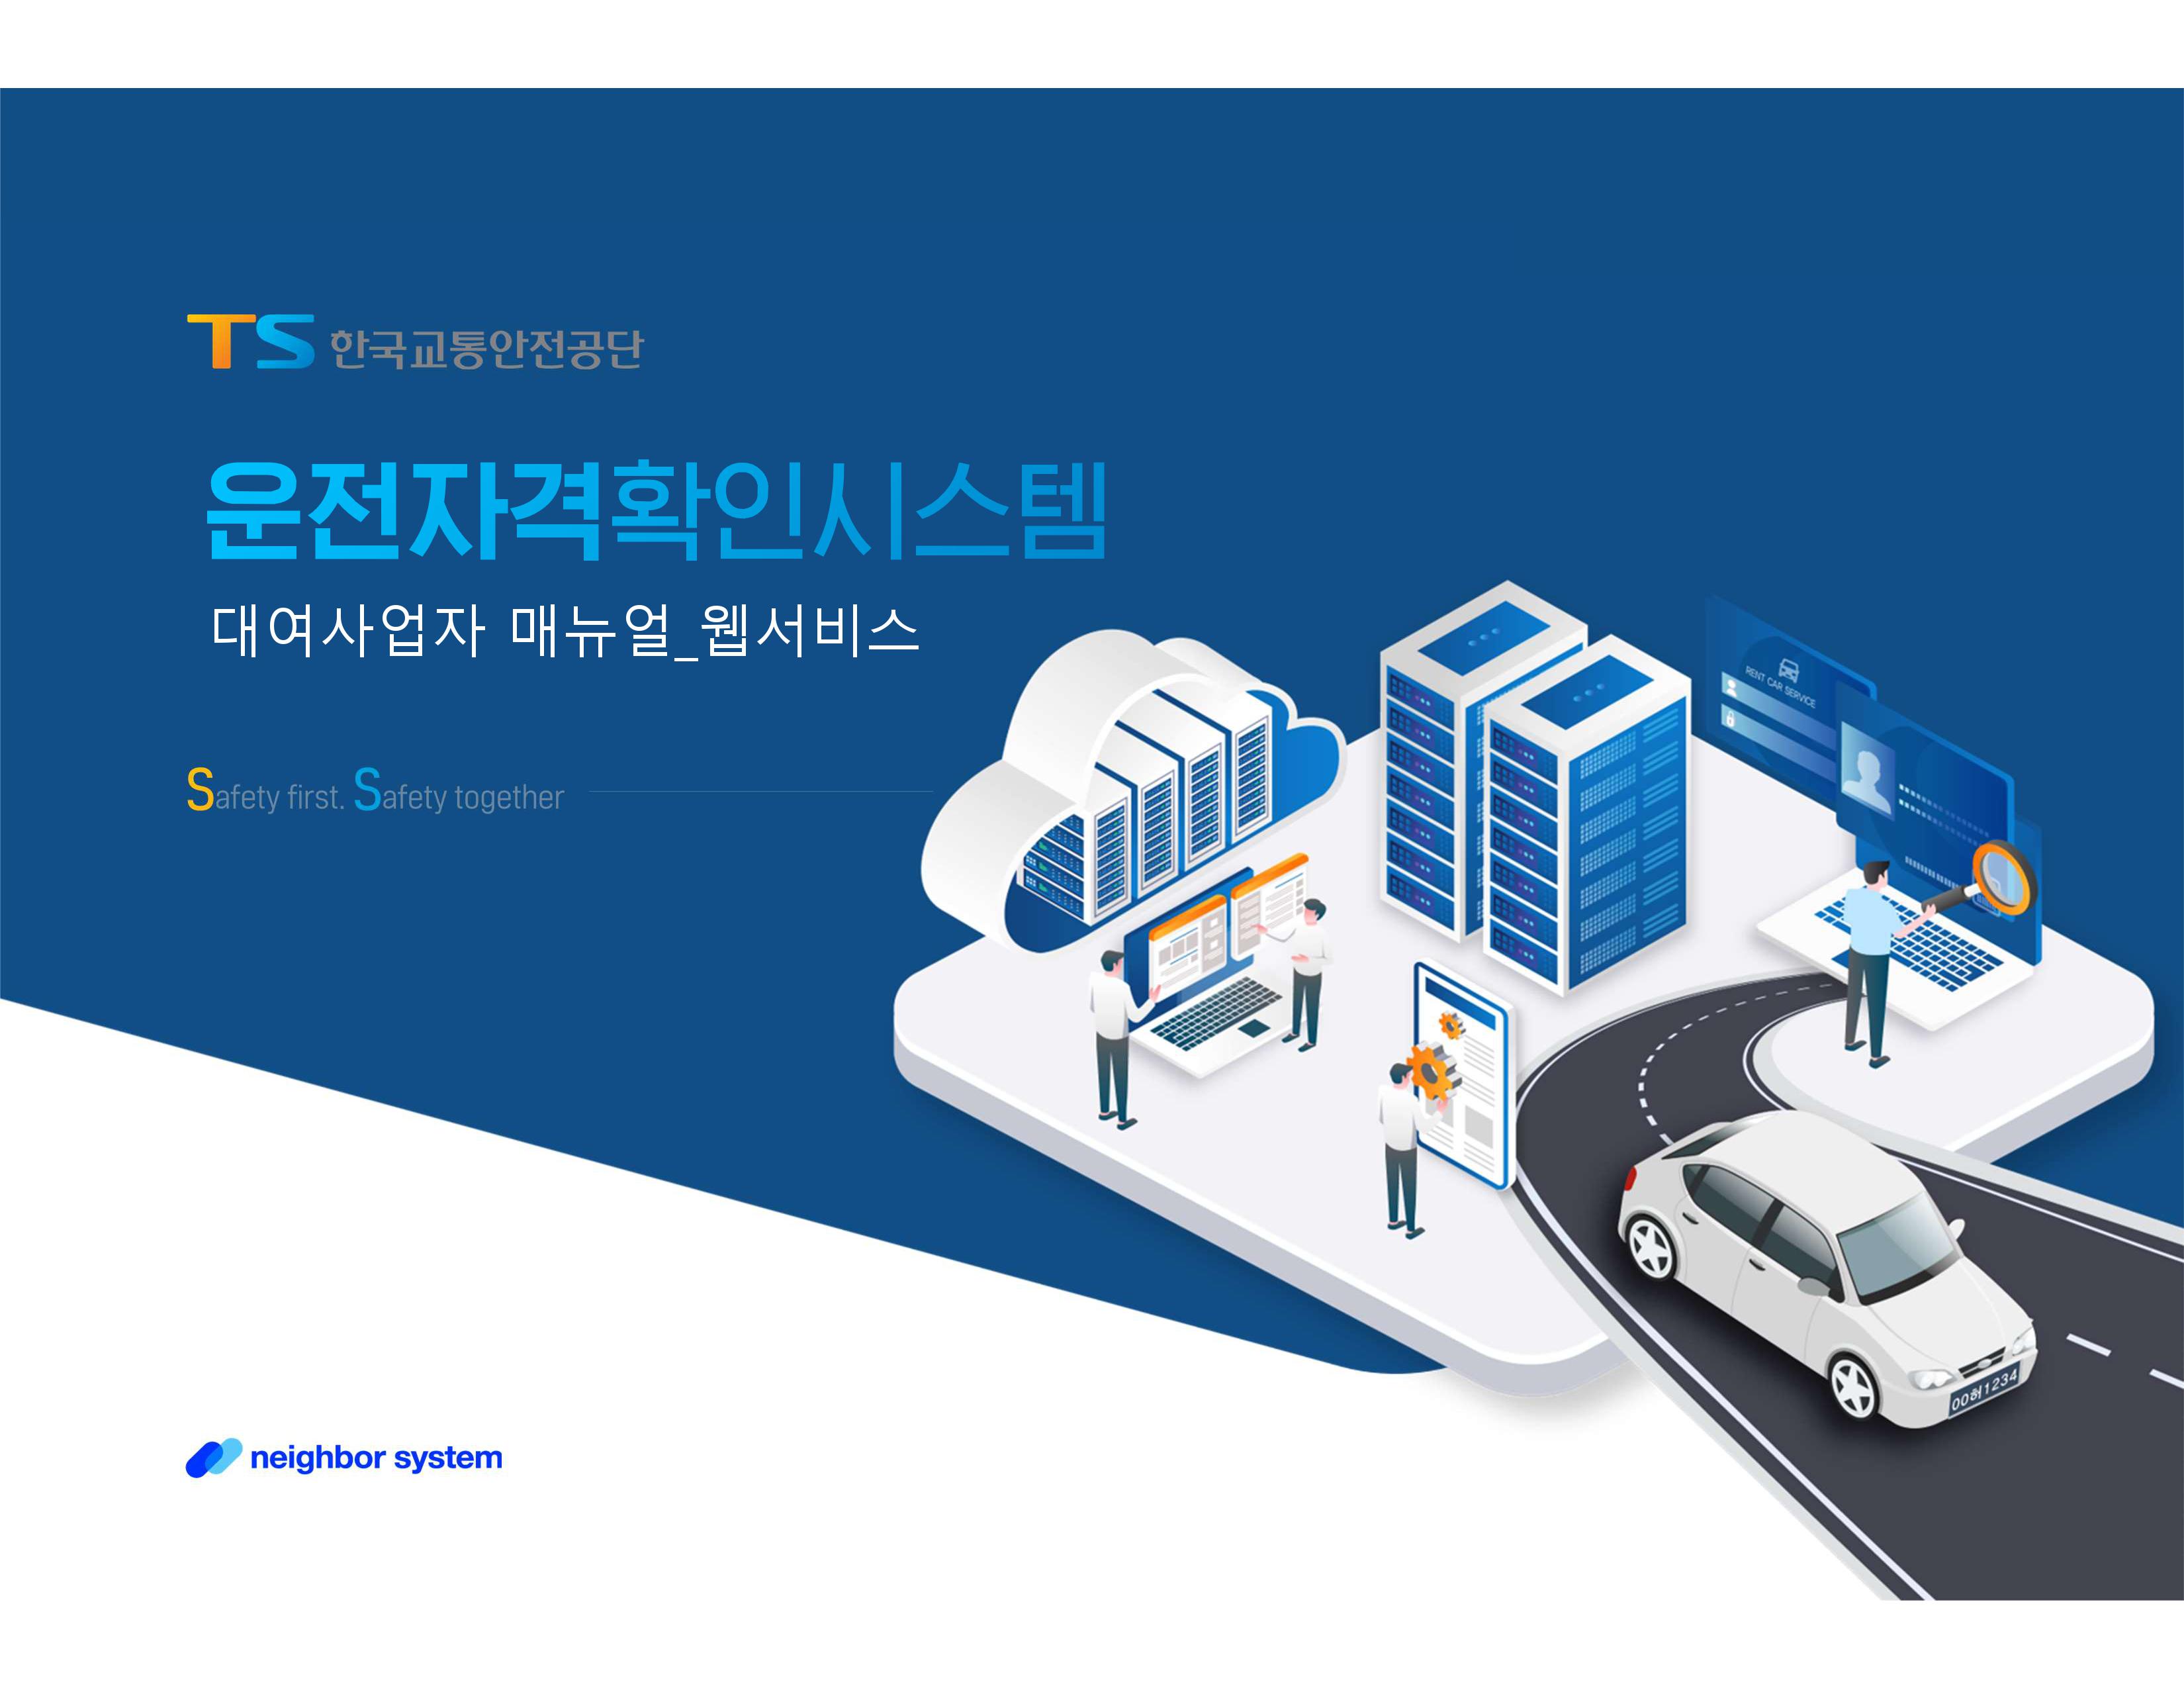 TS 한국교통안전공단
운전자격확인시스템
대여사업자 매뉴얼_웹서비스
Safety first. Safety together
RENT CAR SERVICE
00허1234
neighbor system